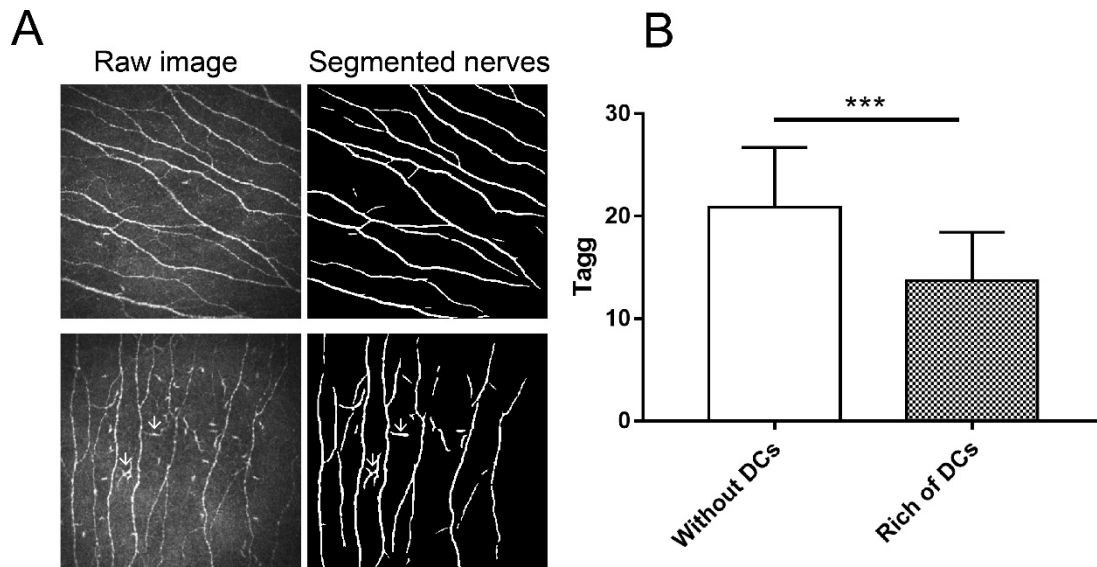 A
Raw image
Segmented nerves
B
***
30
20
10
0
Tagg
Without DCs
Rich of DCs